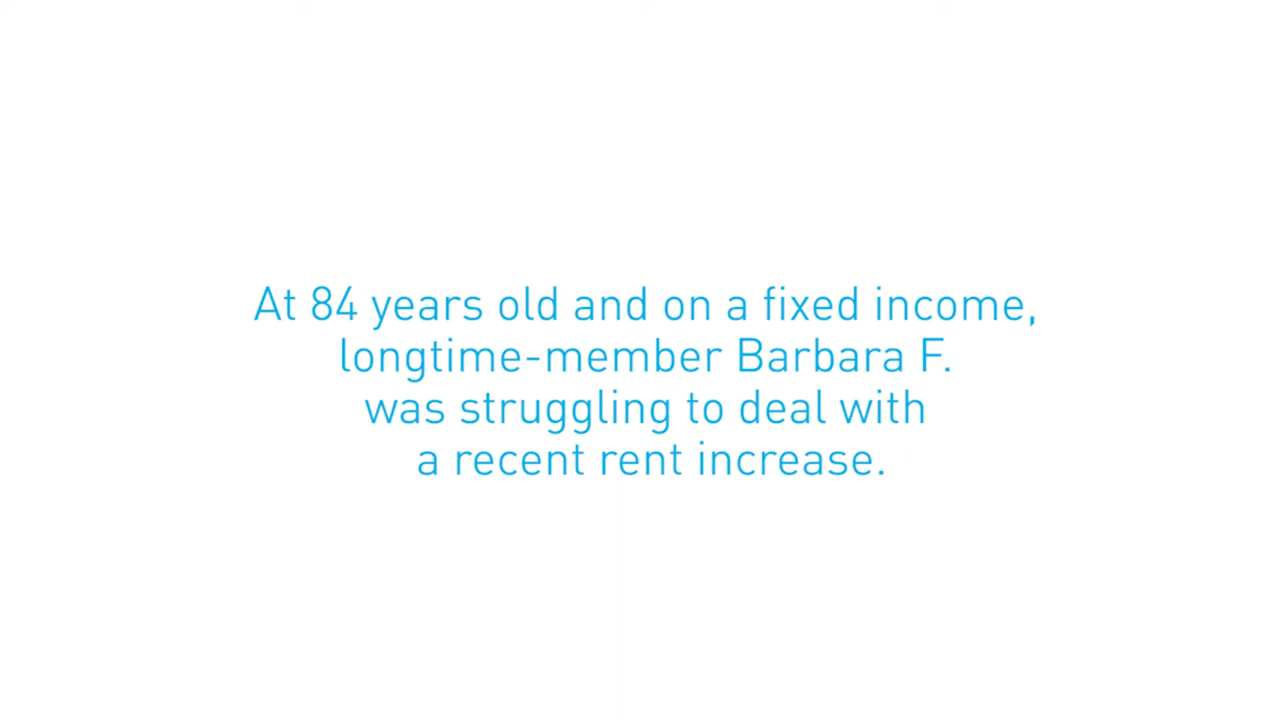 At 84 years old and on a fixed income,
longtime-member Barbara F.
was struggling to deal with
a recent rent increase.